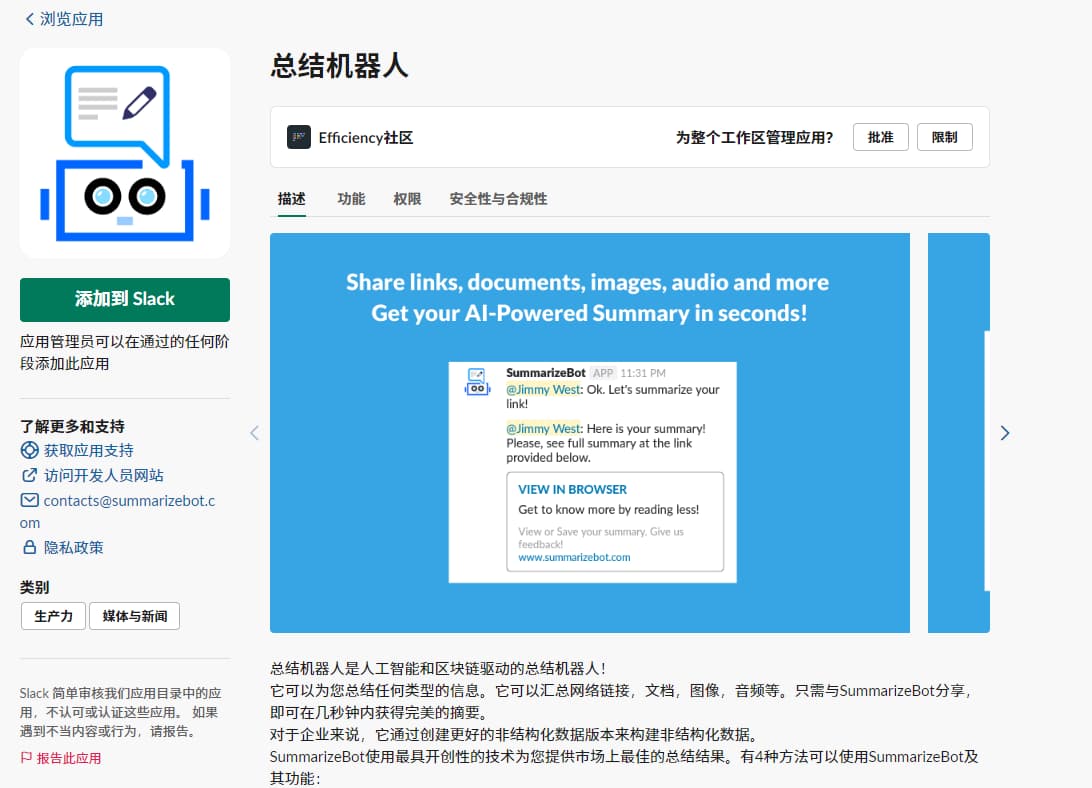 浏览应用
总结机器人
Efficiency社区
为整个工作区管理应用?
批准
限制
描述
功能
权限
安全性与合规性
添加到 Slack
应用管理员可以在通过的任何阶
段添加此应用
了解更多和支持
获取应用支持
访问开发人员网站
contacts@summarizebot.c
om
隐私政策
类别
生产力
媒体与新闻
Slack 简单审核我们应用目录中的应
用，不认可或认证这些应用。 如果
遇到不当内容或行为，请报告。
报告此应用
Share links, documents, images, audio and more
Get your AI-Powered Summary in seconds!
SummarizeBot APP 11:31 PM
@Jimmy West: Ok. Let's summarize your
link!
@Jimmy West: Here is your summary!
Please, see full summary at the link
provided below.
VIEW IN BROWSER
Get to know more by reading less!
View or Save your summary. Give us
feedback!
www.summarizebot.com
总结机器人是人工智能和区块链驱动的总结机器人！
它可以为您总结任何类型的信息。它可以汇总网络链接，文档，图像，音频等。只需与SummarizeBot分享，
即可在几秒钟内获得完美的摘要。
对于企业来说，它通过创建更好的非结构化数据版本来构建非结构化数据。
SummarizeBot使用最具开创性的技术为您提供市场上最佳的总结结果。有4种方法可以使用SummarizeBot及
其功能：